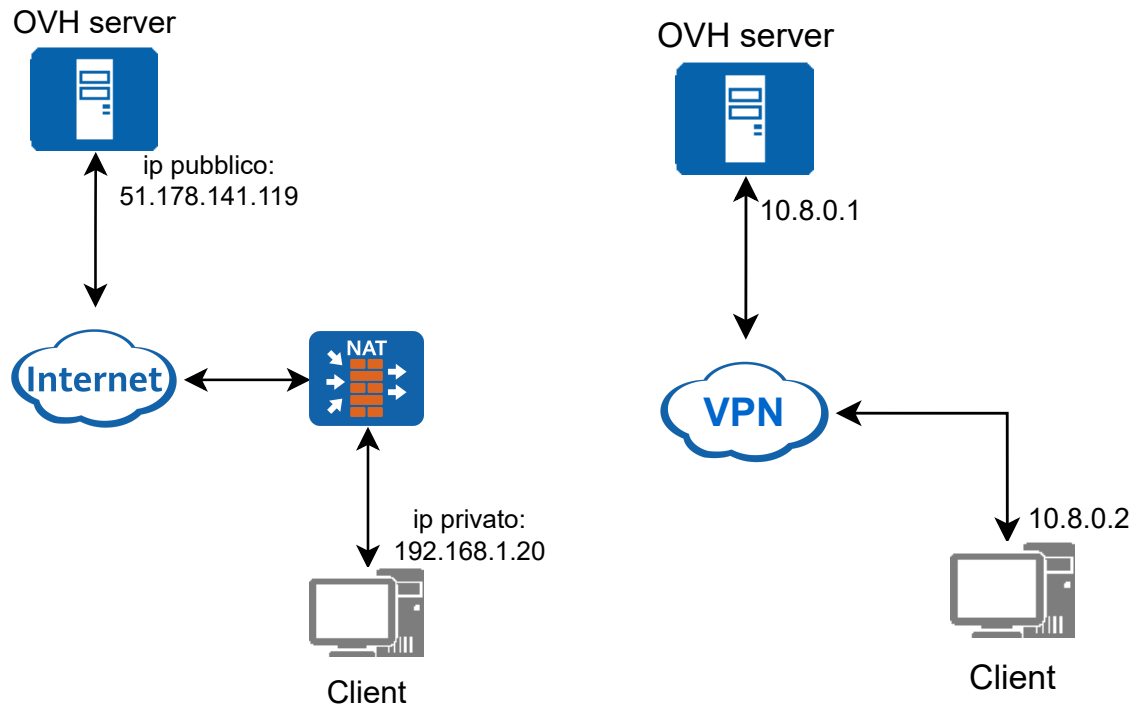 OVH server
ip pubblico:
51.178.141.119
Internet
NAT
ip privato:
192.168.1.20
Client
OVH server
10.8.0.1
VPN
10.8.0.2
Client